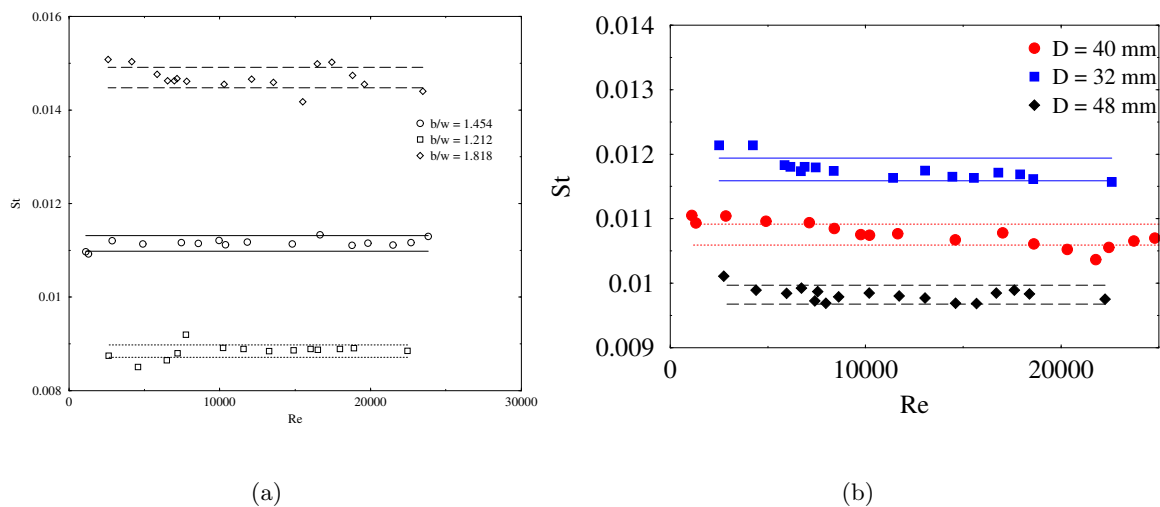 0.016
0.014
0.012
0.01
0.008
St
0
10000
20000
30000
Re
b/w = 1.454
b/w = 1.212
b/w = 1.818
(a)
0.014
0.013
0.012
0.011
0.01
0.009
St
10000
20000
Re
D = 40 mm
D = 32 mm
D = 48 mm
(b)